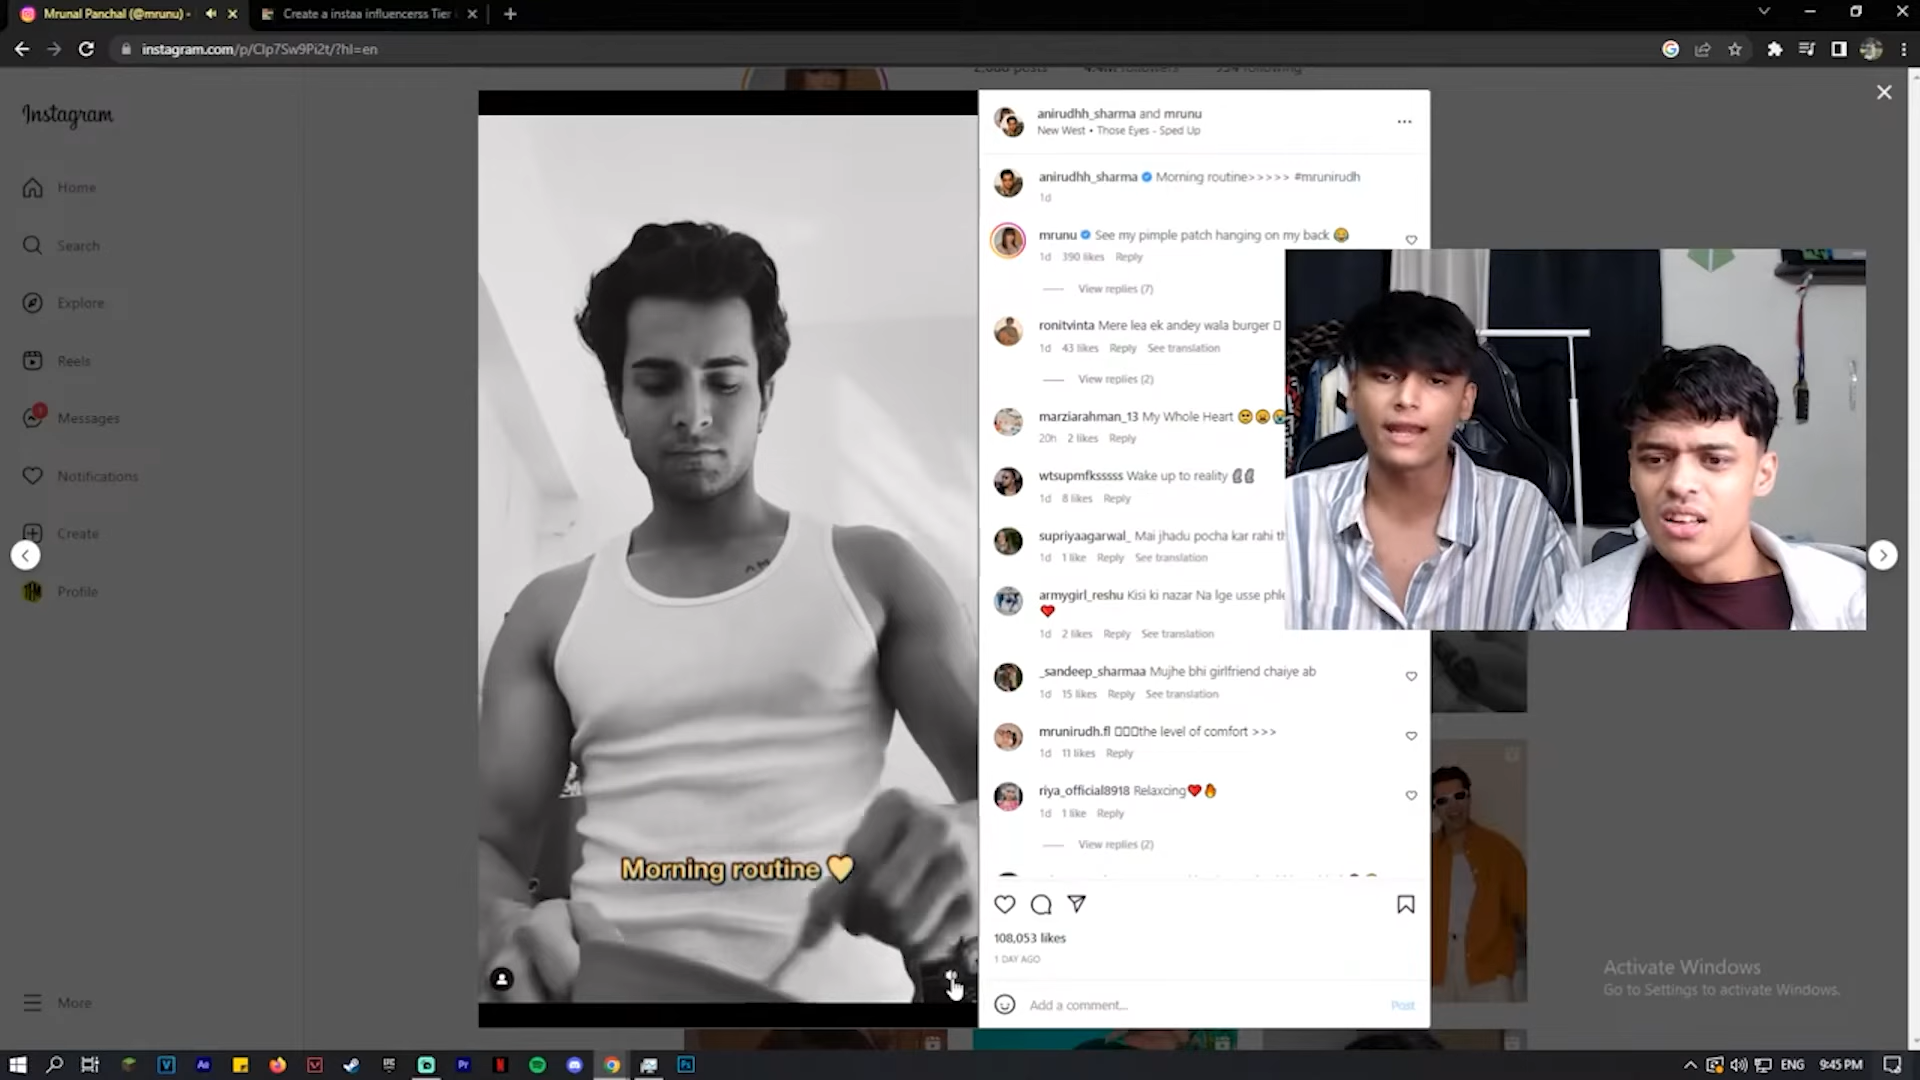 Mrunal Panchal (@mrunu) •
Create a instaa influencerss Tier
instagram.com/p/Clp7Sw9Pi2t/?hl=en
Instagram
Home
Search
Explore
Reels
Messages
Notifications
Create
Profile
More
Morning routine 💛
anirudhh_sharma and mrunu
New West • Those Eyes - Sped Up
anirudhh_sharma Morning routine>>>>> #mrunirudh
1d
mrunu See my pimple patch hanging on my back 😂
1d 390 likes Reply
View replies (7)
ronitvinta Mere lea ek andey wala burger
1d 43 likes Reply See translation
View replies (2)
marziarahman_13 My Whole Heart 🥺😩😭
20h 2 likes Reply
wtsupmfksssss Wake up to reality
1d 8 likes Reply
supriyaagarwal_ Mai jhadu pocha kar rahi
1d 1 like Reply See translation
armygirl_reshu Kisi ki nazar Na lge usse phle
❤️
1d 2 likes Reply See translation
_sandeep_sharmaa Mujhe bhi girlfriend chaiye ab
1d 15 likes Reply See translation
mrunirudh.fl the level of comfort >>>
1d 11 likes Reply
riya_official8918 Relaxcing❤️🔥
1d 1 like Reply
View replies (2)
108,053 likes
1 DAY AGO
Add a comment...
Post
Activate Windows
Go to Settings to activate Windows.
ENG
9:45 PM